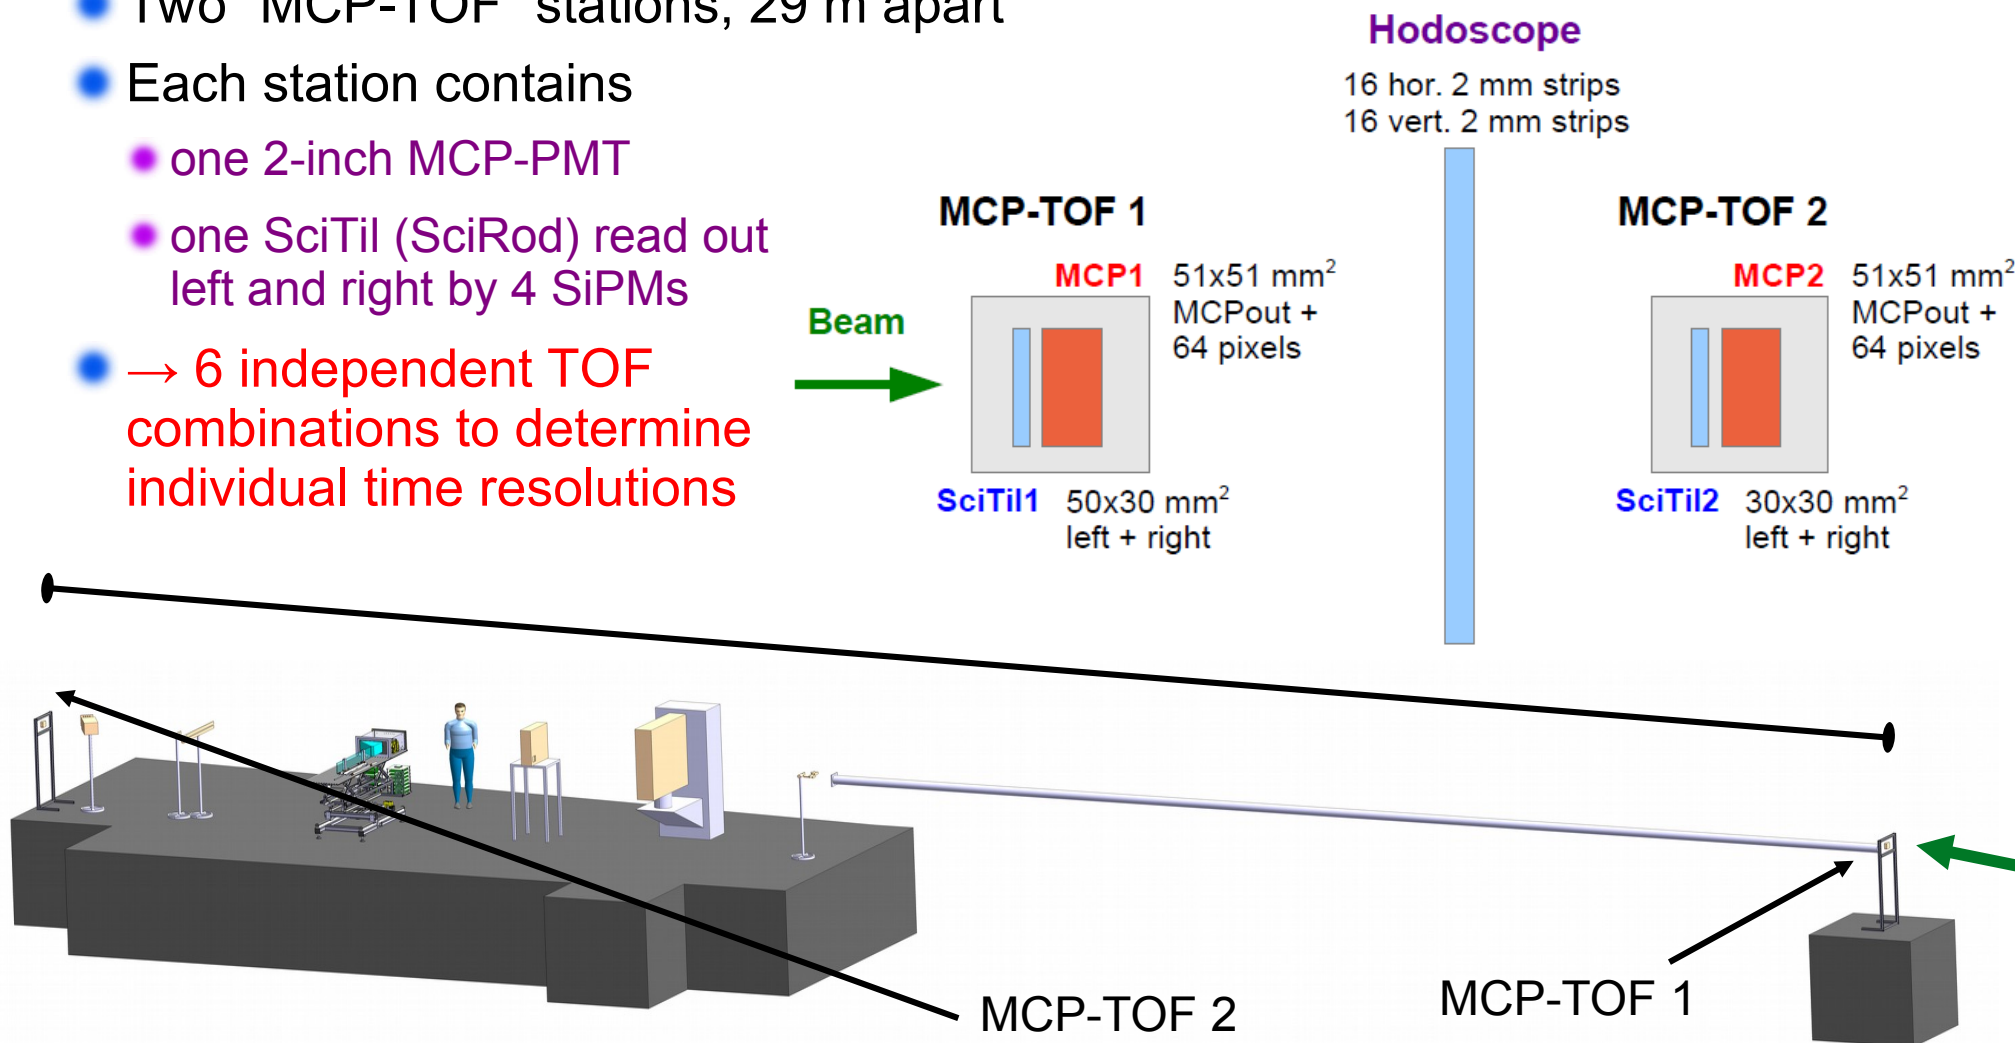 Two "MCP-TOF" stations, 29 m apart
Each station contains
one 2-inch MCP-PMT
one SciTil (SciRod) read out
left and right by 4 SiPMs
→ 6 independent TOF
combinations to determine
individual time resolutions
Hodoscope
16 hor. 2 mm strips
16 vert. 2 mm strips
MCP-TOF 1
MCP1 51x51 mm²
MCPout +
64 pixels
Beam
SciTil1 50x30 mm²
left + right
MCP-TOF 2
MCP2 51x51 mm²
MCPout +
64 pixels
SciTil2 30x30 mm²
left + right
MCP-TOF 2
MCP-TOF 1